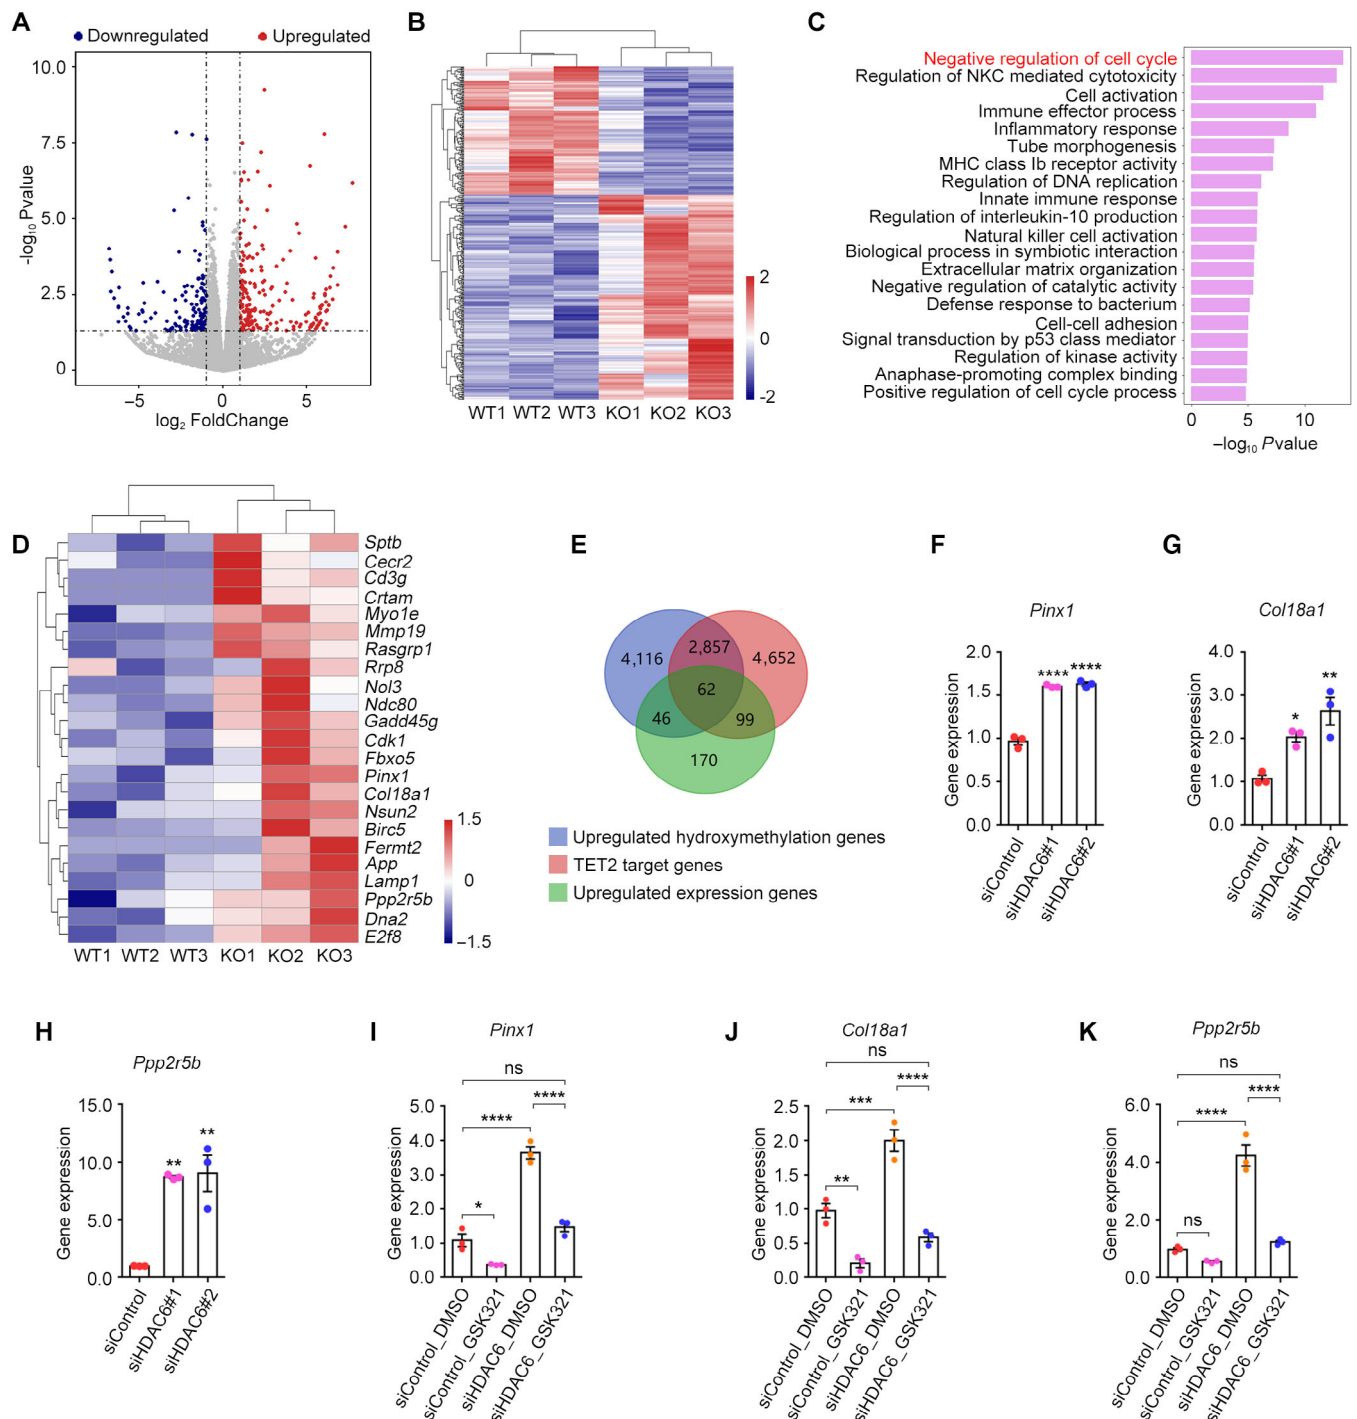 A
Downregulated
Upregulated
10.0
7.5
5.0
2.5
0
-log10 Pvalue
−5
0
5
log2 FoldChange
B
WT1 WT2 WT3 KO1 KO2 KO3
2
0
-2
C
Negative regulation of cell cycle
Regulation of NKC mediated cytotoxicity
Cell activation
Immune effector process
Inflammatory response
Tube morphogenesis
MHC class Ib receptor activity
Regulation of DNA replication
Innate immune response
Regulation of interleukin-10 production
Natural killer cell activation
Biological process in symbiotic interaction
Extracellular matrix organization
Negative regulation of catalytic activity
Defense response to bacterium
Cell-cell adhesion
Signal transduction by p53 class mediator
Regulation of kinase activity
Anaphase-promoting complex binding
Positive regulation of cell cycle process
0 5 10
−log10 Pvalue
D
Sptb
Cecr2
Cd3g
Crtam
Myo1e
Mmp19
Rasgrp1
Rrp8
Nol3
Ndc80
Gadd45g
Cdk1
Fbxo5
Pinx1
Col18a1
Nsun2
Birc5
Fermt2
App
Lamp1
Ppp2r5b
Dna2
E2f8
WT1 WT2 WT3 KO1 KO2 KO3
1.5
0
−1.5
E
4,116
2,857
4,652
62
46
99
170
Upregulated hydroxymethylation genes
TET2 target genes
Upregulated expression genes
F
Pinx1
Gene expression
2.0
1.5
1.0
0.5
0.0
****
****
siControl
siHDAC6#1
siHDAC6#2
G
Col18a1
Gene expression
4.0
3.0
2.0
1.0
0.0
*
**
siControl
siHDAC6#1
siHDAC6#2
H
Ppp2r5b
Gene expression
15.0
10.0
5.0
0.0
**
**
siControl
siHDAC6#1
siHDAC6#2
I
Pinx1
ns
****
****
*
Gene expression
5.0
4.0
3.0
2.0
1.0
0.0
siControl_DMSO
siControl_GSK321
siHDAC6_DMSO
siHDAC6_GSK321
J
Col18a1
ns
****
***
**
Gene expression
2.5
2.0
1.5
1.0
0.5
0.0
siControl_DMSO
siControl_GSK321
siHDAC6_DMSO
siHDAC6_GSK321
K
Ppp2r5b
ns
****
****
ns
Gene expression
6.0
4.0
2.0
0.0
siControl_DMSO
siControl_GSK321
siHDAC6_DMSO
siHDAC6_GSK321